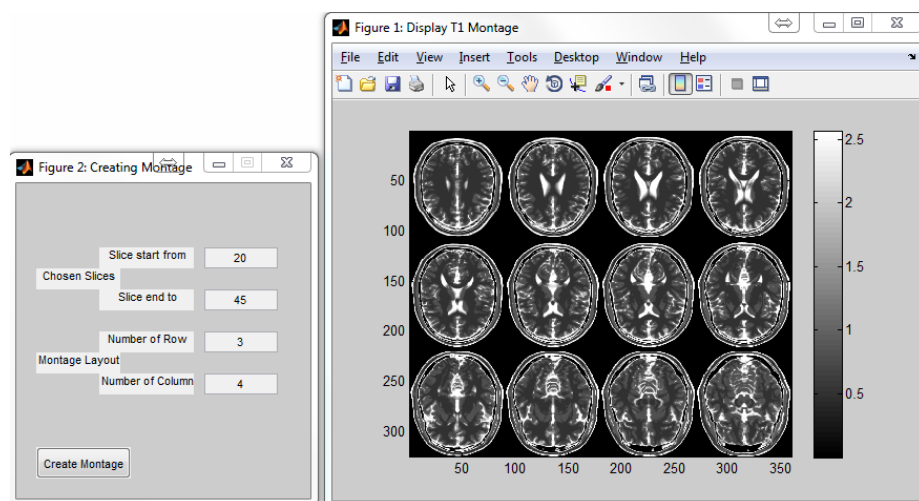 Figure 1: Display T1 Montage
File Edit View Insert Tools Desktop Window Help
Figure 2: Creating Montage
Slice start from 20
Chosen Slices
Slice end to 45
Number of Row 3
Montage Layout
Number of Column 4
Create Montage
50
100
150
200
250
300
50 100 150 200 250 300 350
2.5
2
1.5
1
0.5